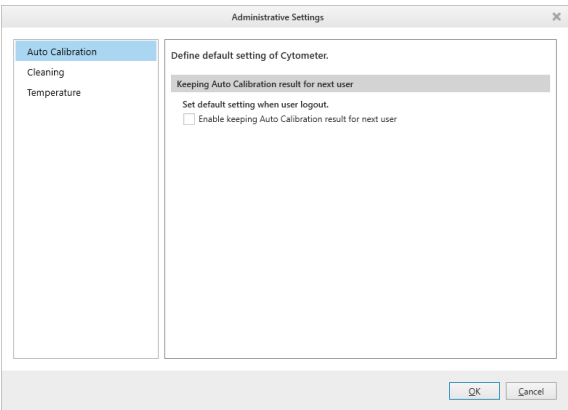 Administrative Settings
Auto Calibration
Cleaning
Temperature
Define default setting of Cytometer.
Keeping Auto Calibration result for next user
Set default setting when user logout.
Enable keeping Auto Calibration result for next user
OK
Cancel